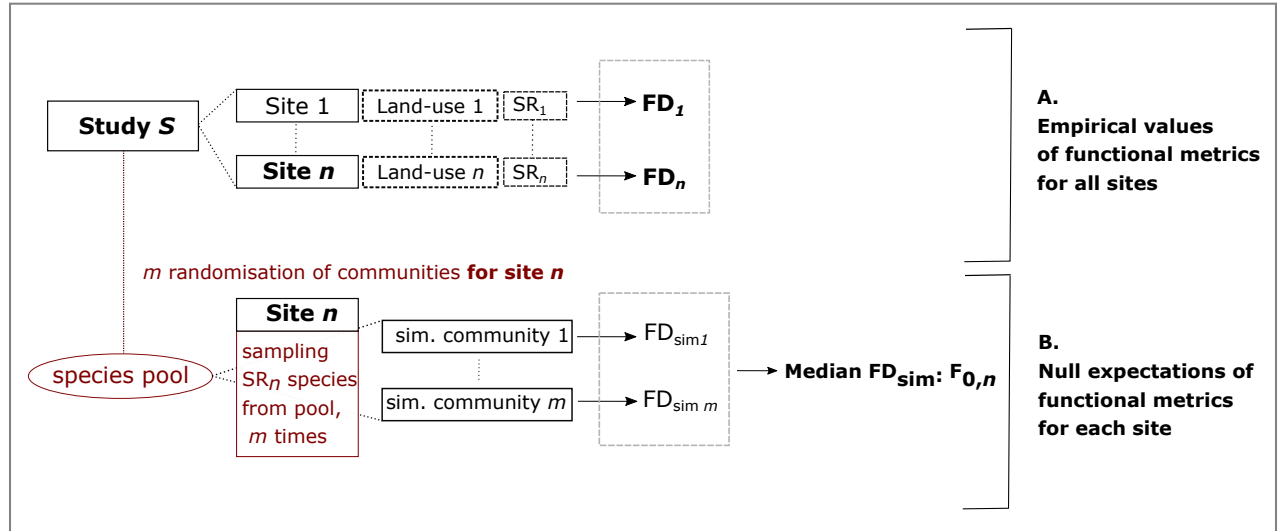 Study S
Site 1
Land-use 1
SR1
FD1
Site n
Land-use n
SRn
FDn
A.
Empirical values
of functional metrics
for all sites
m randomisation of communities for site n
species pool
Site n
sampling
SRn species
from pool,
m times
sim. community 1
FDsim1
sim. community m
FDsim m
Median FDsim: F0,n
B.
Null expectations of
functional metrics
for each site